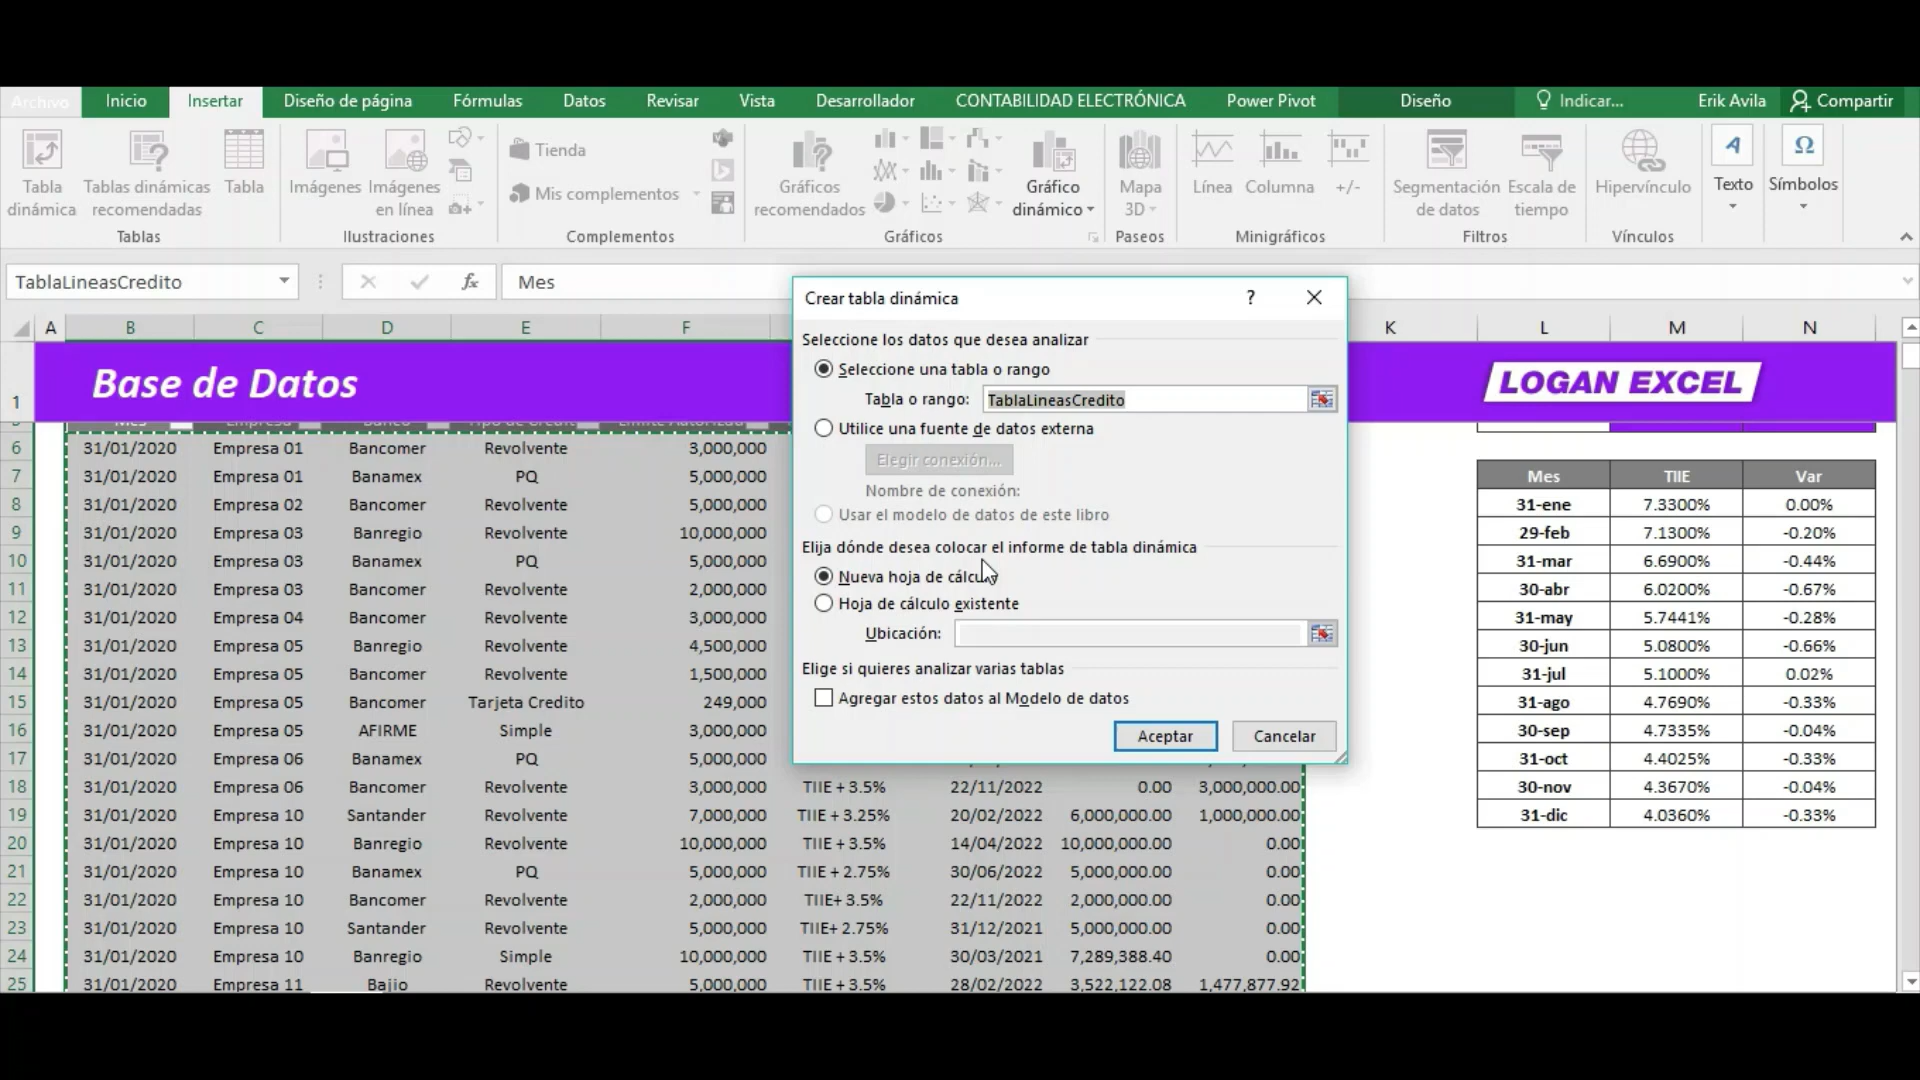 Archivo Inicio Insertar Diseño de página Fórmulas Datos Revisar Vista Desarrollador CONTABILIDAD ELECTRÓNICA Power Pivot Diseño Indicar... Erik Avila Compartir
Tabla dinámica
Tablas dinámicas recomendadas
Tabla
Tablas
Imágenes
Imágenes en línea
Ilustraciones
Tienda
Mis complementos
Complementos
Gráficos recomendados
Gráfico dinámico
Gráficos
Mapa 3D
Paseos
Línea Columna +/-
Minigráficos
Segmentación de datos
Escala de tiempo
Filtros
Hipervínculo
Vínculos
A
Texto
Ω
Símbolos
TablaLineasCredito fx Mes
A B C D E F K L M N
1 Base de Datos LOGAN EXCEL
Crear tabla dinámica ?
Seleccione los datos que desea analizar
Seleccione una tabla o rango
Tabla o rango: TablaLineasCredito
Utilice una fuente de datos externa
Elegir conexión...
Nombre de conexión:
Usar el modelo de datos de este libro
Elija dónde desea colocar el informe de tabla dinámica
Nueva hoja de cálculo
Hoja de cálculo existente
Ubicación:
Elige si quieres analizar varias tablas
Agregar estos datos al Modelo de datos
Aceptar Cancelar
6 31/01/2020 Empresa 01 Bancomer Revolvente 3,000,000
7 31/01/2020 Empresa 01 Banamex PQ 5,000,000
8 31/01/2020 Empresa 02 Bancomer Revolvente 5,000,000
9 31/01/2020 Empresa 03 Banregio Revolvente 10,000,000
10 31/01/2020 Empresa 03 Banamex PQ 5,000,000
11 31/01/2020 Empresa 03 Bancomer Revolvente 2,000,000
12 31/01/2020 Empresa 04 Bancomer Revolvente 3,000,000
13 31/01/2020 Empresa 05 Banregio Revolvente 4,500,000
14 31/01/2020 Empresa 05 Bancomer Revolvente 1,500,000
15 31/01/2020 Empresa 05 Bancomer Tarjeta Credito 249,000
16 31/01/2020 Empresa 05 AFIRME Simple 3,000,000
17 31/01/2020 Empresa 06 Banamex PQ 5,000,000
18 31/01/2020 Empresa 06 Bancomer Revolvente 3,000,000 TIIE + 3.5% 22/11/2022 0.00 3,000,000.00
19 31/01/2020 Empresa 10 Santander Revolvente 7,000,000 TIIE + 3.25% 20/02/2022 6,000,000.00 1,000,000.00
20 31/01/2020 Empresa 10 Banregio Revolvente 10,000,000 TIIE + 3.5% 14/04/2022 10,000,000.00 0.00
21 31/01/2020 Empresa 10 Banamex PQ 5,000,000 TIIE + 2.75% 30/06/2022 5,000,000.00 0.00
22 31/01/2020 Empresa 10 Bancomer Revolvente 2,000,000 TIIE+ 3.5% 22/11/2022 2,000,000.00 0.00
23 31/01/2020 Empresa 10 Santander Revolvente 5,000,000 TIIE+ 2.75% 31/12/2021 5,000,000.00 0.00
24 31/01/2020 Empresa 10 Banregio Simple 10,000,000 TIIE + 3.5% 30/03/2021 7,289,388.40 0.00
25 31/01/2020 Empresa 11 Bajio Revolvente 5,000,000 TIIE + 3.5% 28/02/2022 3,522,122.08 1,477,877.92
Mes TIIE Var
31-ene 7.3300% 0.00%
29-feb 7.1300% -0.20%
31-mar 6.6900% -0.44%
30-abr 6.0200% -0.67%
31-may 5.7441% -0.28%
30-jun 5.0800% -0.66%
31-jul 5.1000% 0.02%
31-ago 4.7690% -0.33%
30-sep 4.7335% -0.04%
31-oct 4.4025% -0.33%
30-nov 4.3670% -0.04%
31-dic 4.0360% -0.33%